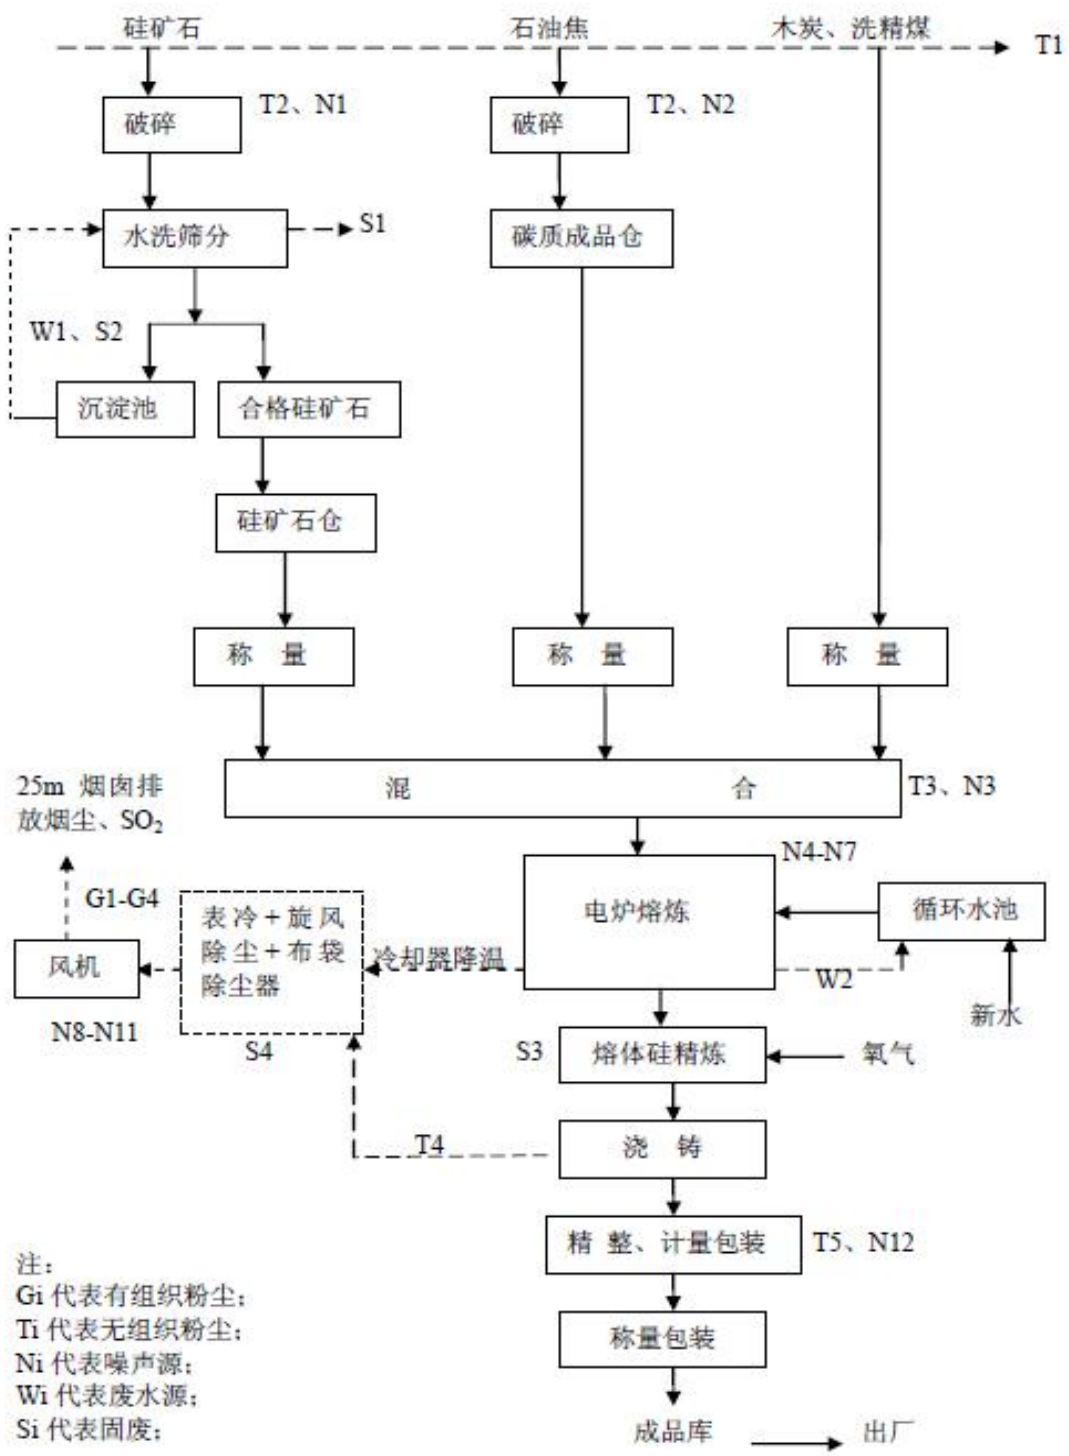 硅矿石
石油焦
木炭、洗精煤
T1
破碎
T2、N1
破碎
T2、N2
水洗筛分
S1
碳质成品仓
W1、S2
沉淀池
合格硅矿石
硅矿石仓
称 量
称 量
称 量
混 合
T3、N3
25m 烟囱排
放烟尘、SO₂
N4-N7
电炉熔炼
循环水池
G1-G4
表冷+旋风
除尘+布袋
除尘器
冷却器降温
风机
W2
新水
N8-N11
S4
S3
熔体硅精炼
氧气
T4
浇 铸
精 整、计量包装
T5、N12
称量包装
成品库
出厂
注：
Gi 代表有组织粉尘；
Ti 代表无组织粉尘；
Ni 代表噪声源；
Wi 代表废水源；
Si 代表固废；